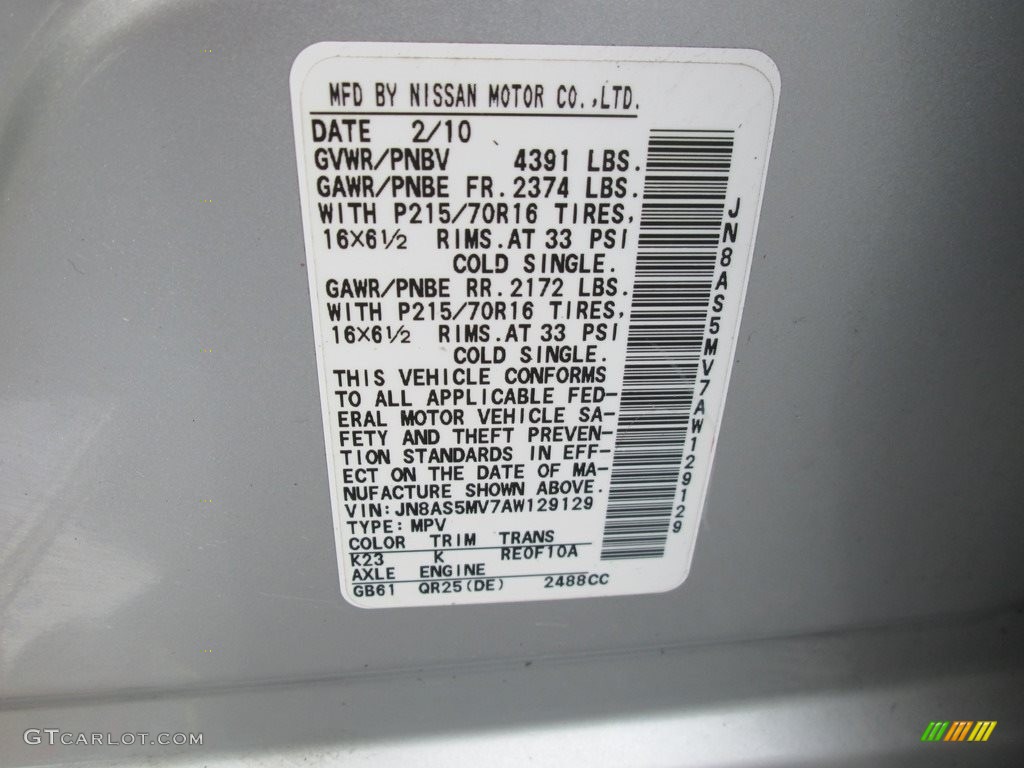 MFD BY NISSAN MOTOR CO.,LTD.
DATE 2/10
GVWR/PNBV 4391 LBS.
GAWR/PNBE FR.2374 LBS.
WITH P215/70R16 TIRES,
16×6½ RIMS.AT 33 PSI
COLD SINGLE.
GAWR/PNBE RR.2172 LBS.
WITH P215/70R16 TIRES,
16×6½ RIMS.AT 33 PSI
COLD SINGLE.
THIS VEHICLE CONFORMS
TO ALL APPLICABLE FED-
ERAL MOTOR VEHICLE SA-
FETY AND THEFT PREVEN-
TION STANDARDS IN EFF-
ECT ON THE DATE OF MA-
NUFACTURE SHOWN ABOVE.
VIN:JN8AS5MV7AW129129
TYPE:MPV
COLOR TRIM TRANS
K23 K RE0F10A
AXLE ENGINE
GB61 QR25(DE) 2488CC
JN8AS5MV7AW129129
GTCARLOT.COM